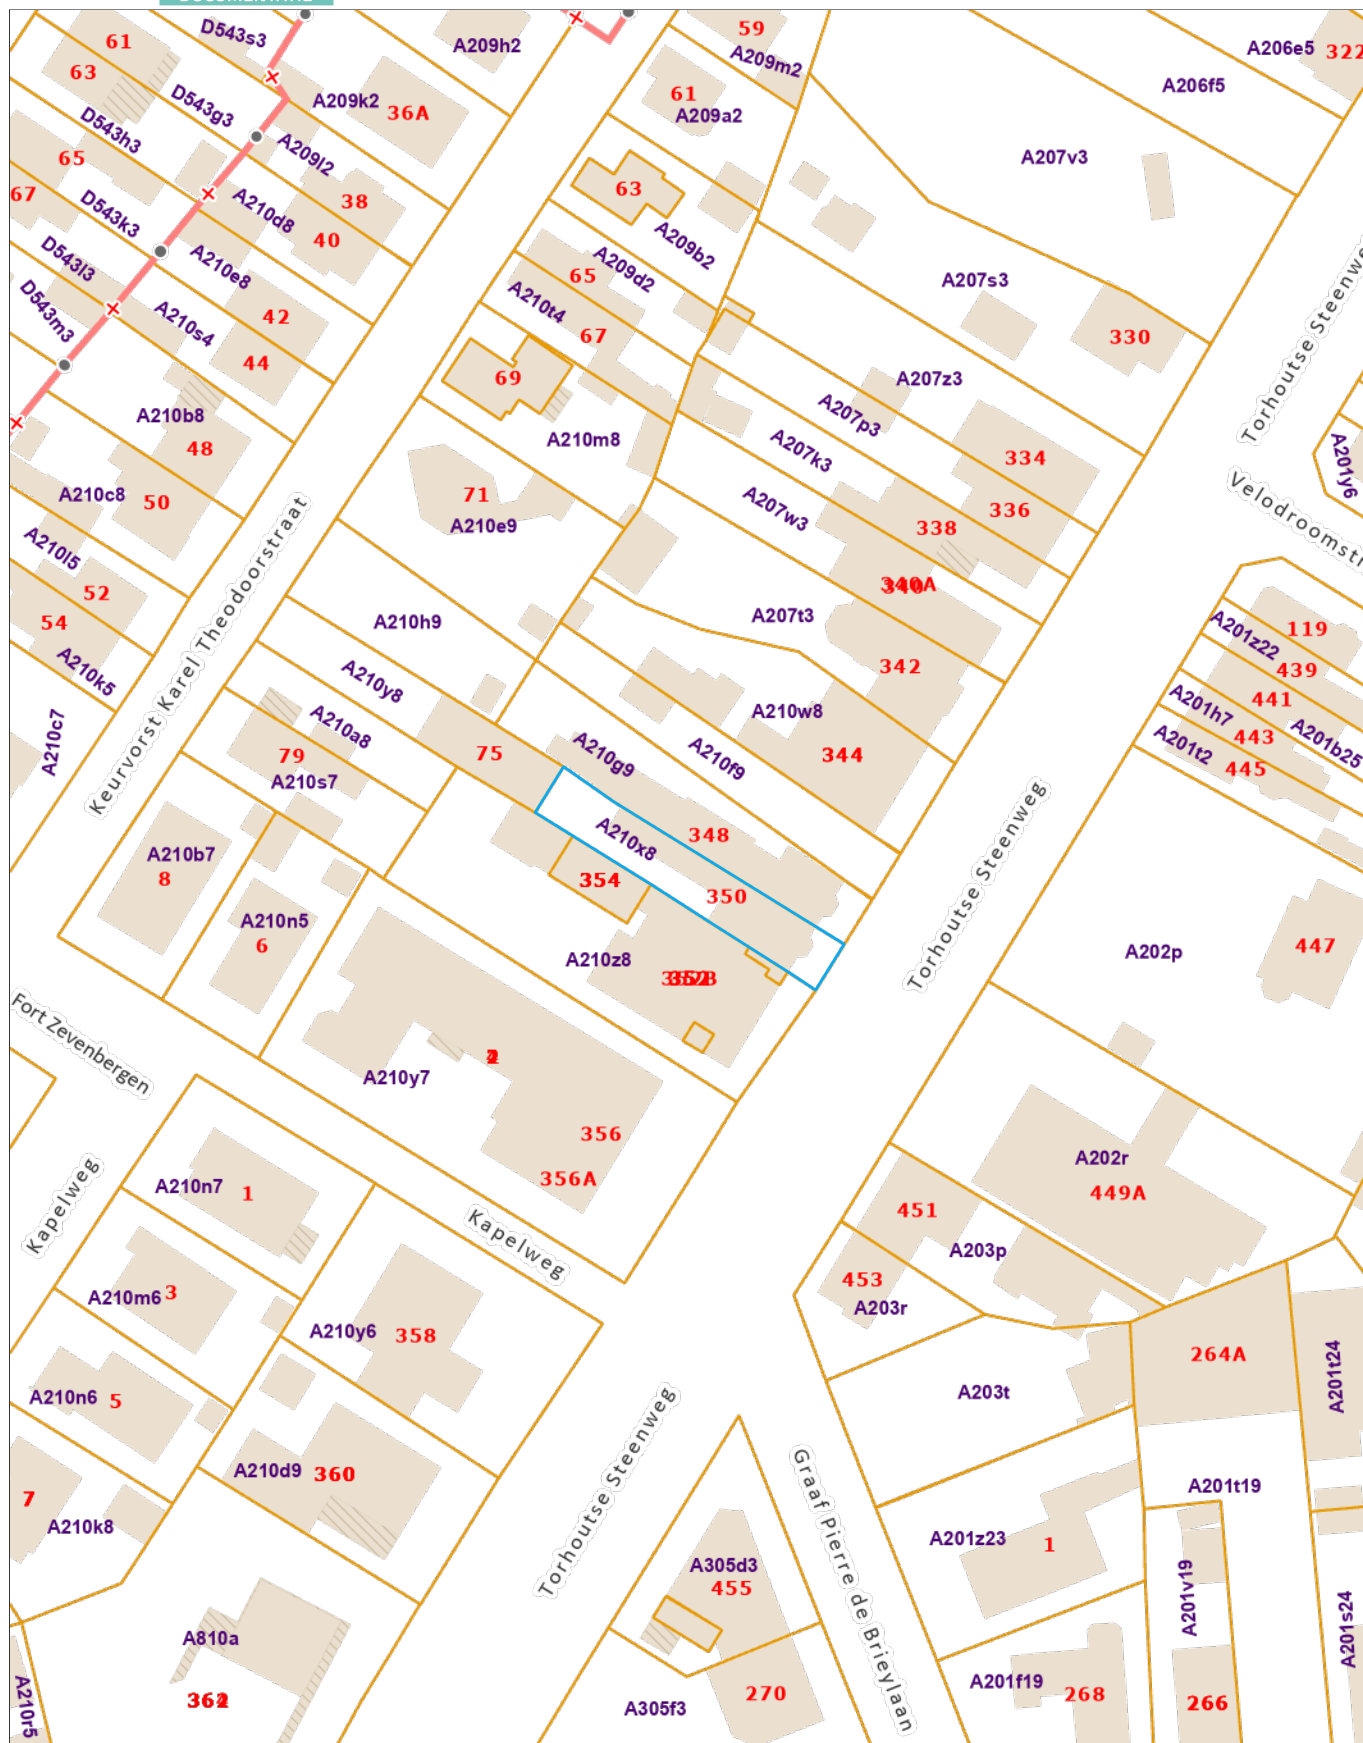 61
D543s3
A209h2
59
A209m2
A206e5
322
63
D543g3
A209k2
36A
61
A209a2
A206f5
D543h3
A209l2
A207v3
65
67
D543k3
A210d8
38
40
63
A209b2
D543l3
A210e8
A209d2
65
A207s3
D543m3
A210s4
42
A210t4
67
330
44
69
A207z3
Torhoutse Steenweg
A210b8
48
A210m8
A207p3
A207k3
334
A201y6
A210c8
50
71
A210e9
A207w3
336
338
Velodroomstr
A210l5
52
340A
54
A210h9
A207t3
119
A210k5
Keurvorst Karel Theodoorstraat
A210y8
342
A201z22
439
441
A210c7
A210a8
A210w8
A201h7
443
A201b25
79
A210s7
75
A210g9
A210f9
344
A201t2
445
A210b7
8
A210x8
348
Torhoutse Steenweg
354
350
A210n5
6
A210z8
A202p
447
Fort Zevenbergen
A210y7
356
356A
A202r
449A
Kapelweg
A210n7
1
Kapelweg
451
A203p
A210m6
3
453
A203r
A210y6
358
264A
A201t24
A210n6
5
A203t
Torhoutse Steenweg
A210d9
360
7
A210k8
Graaf Pierre de Brieylaan
A201t19
A201z23
1
A305d3
455
A201v19
A201s24
A810a
A210r5
A305f3
270
A201f19
268
266